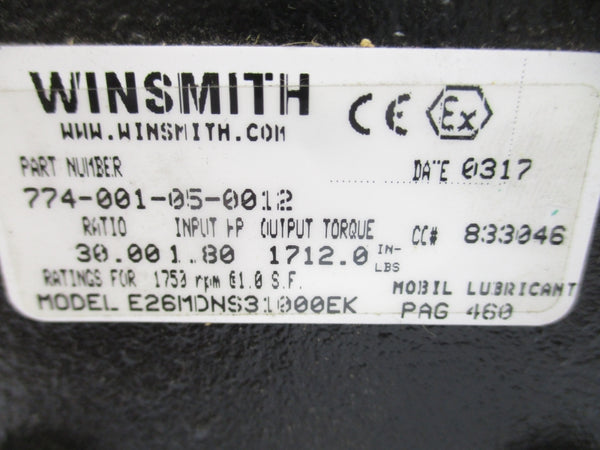 WINSMITH
WWW.WINSMITH.COM
CE Ex
PART NUMBER DATE 0317
774-001-05-0012
RATIO INPUT HP OUTPUT TORQUE CC# 833046
30.00 1.80 1712.0 IN-LBS
RATINGS FOR 1750 rpm @1.0 S.F. MOBIL LUBRICANT
MODEL E26MDNS31000EK PAG 460